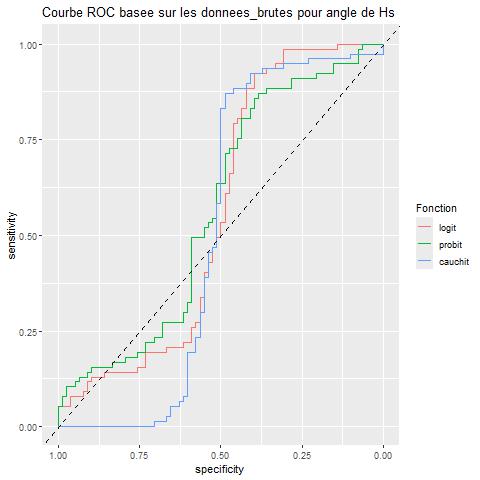 Courbe ROC basee sur les donnees_brutes pour angle de Hs
1.00
0.75
0.50
0.25
0.00
sensitivity
1.00
0.75
0.50
0.25
0.00
specificity
Fonction
logit
probit
cauchit